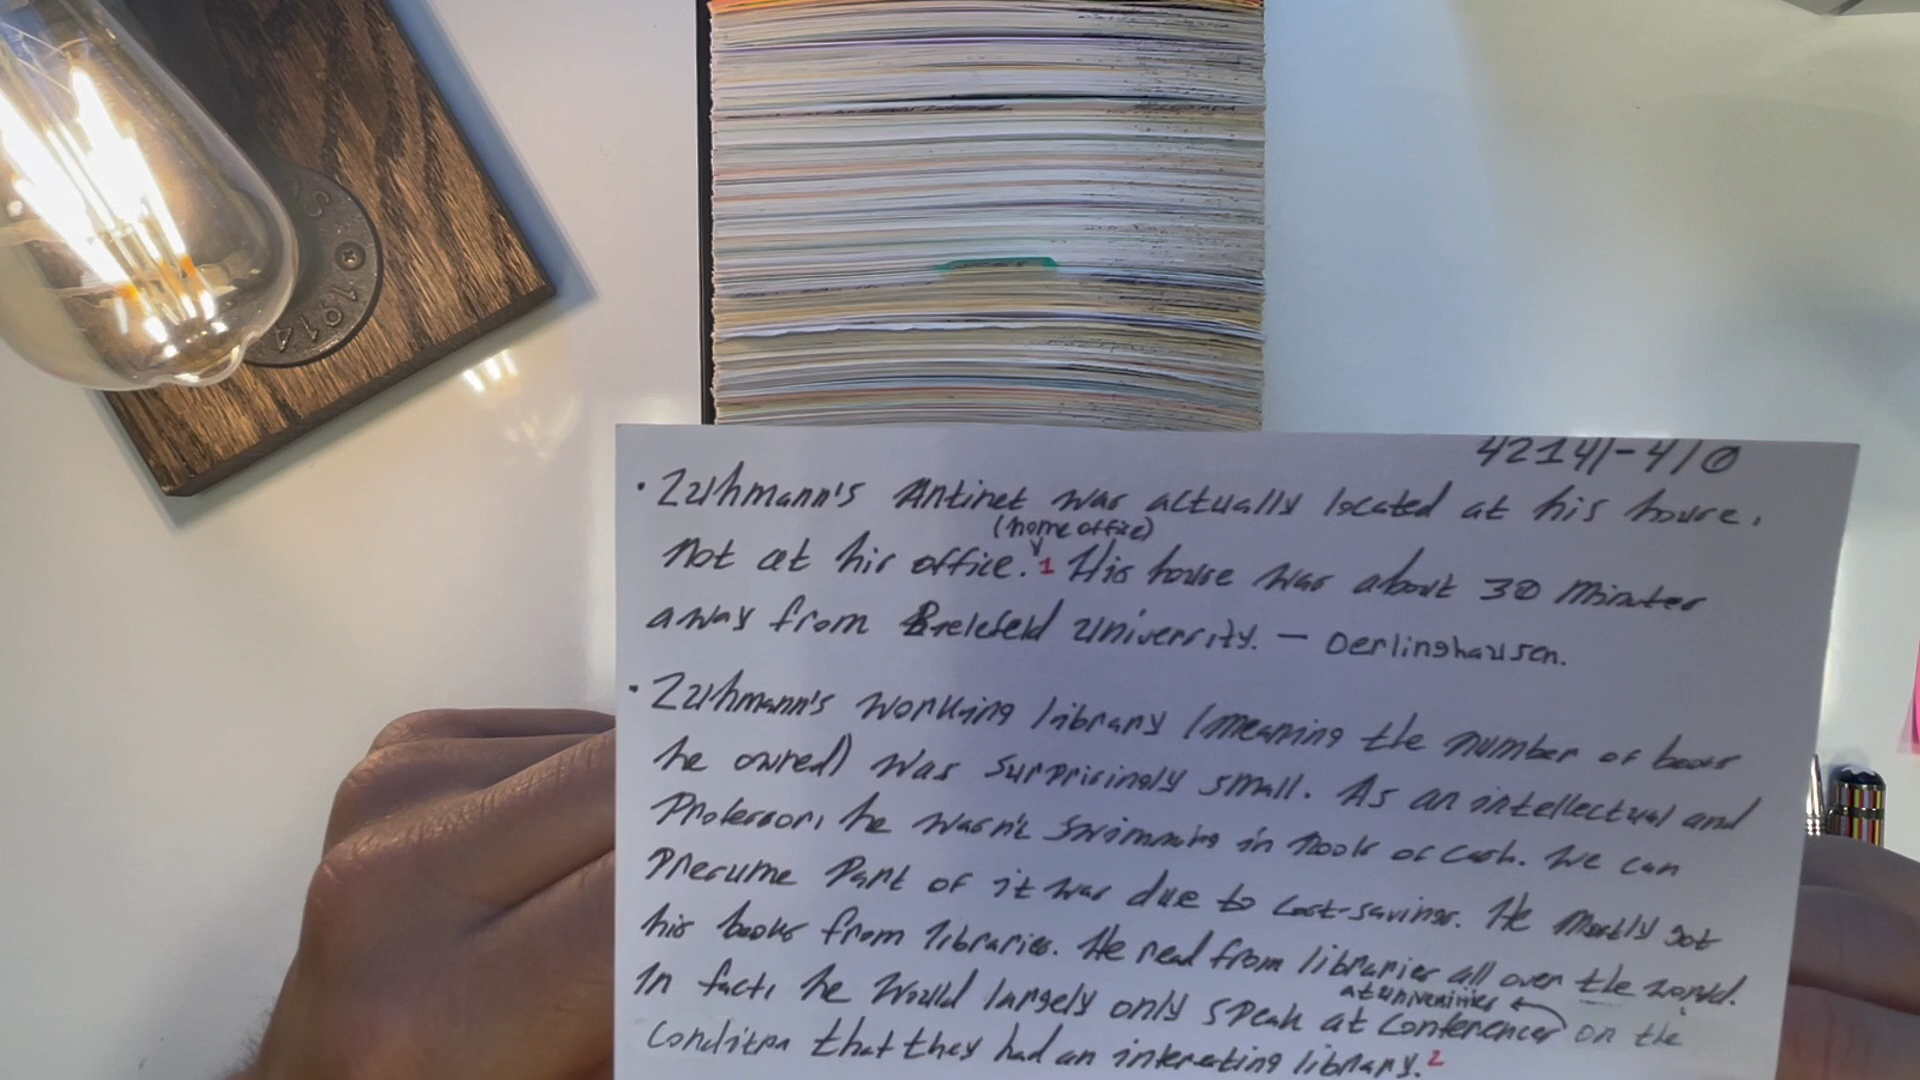 4214/-4/0
• Luhmann's Antinet was actually located at his house,
(home office)
Not at his office.1 His house was about 30 Minutes
away from Bielefeld University. — Oerlinghausen.
• Luhmann's working library (meaning the number of books
he owned) was surprisingly small. As an intellectual and
Professor, he wasn't swimming in Pools of Cash. We can
Presume Part of it was due to Cost-savings. He Mostly got
his books from libraries. He read from libraries all over the world.
at universities
In fact, he would largely only speak at Conferences on the
Condition that they had an interesting library.2
1914